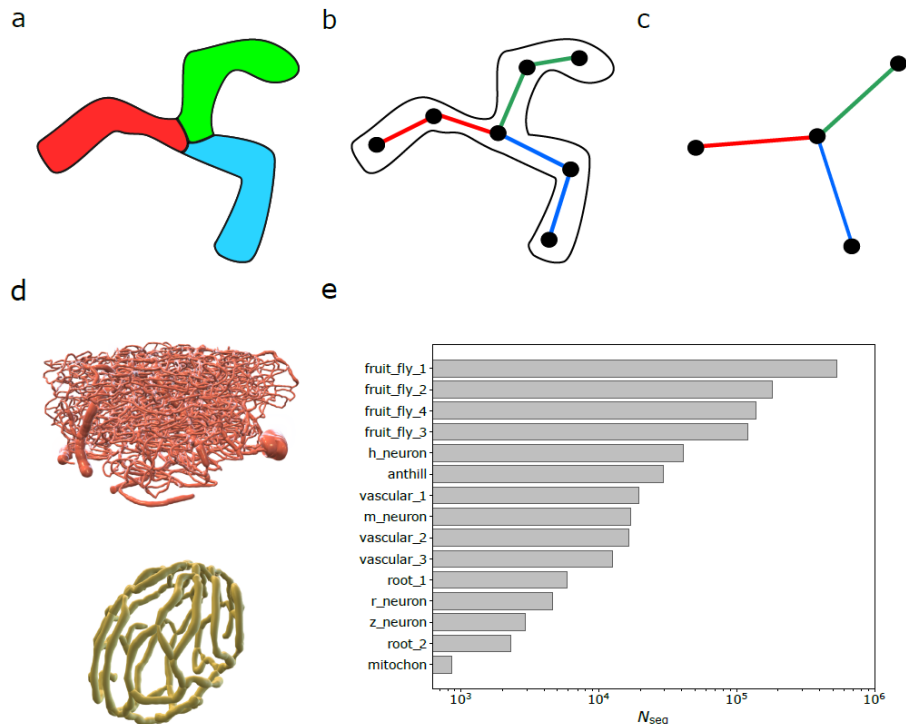 a
b
c
d
e
fruit_fly_1
fruit_fly_2
fruit_fly_4
fruit_fly_3
h_neuron
anthill
vascular_1
m_neuron
vascular_2
vascular_3
root_1
r_neuron
z_neuron
root_2
mitochon
10³ 10⁴ 10⁵ 10⁶
N_seg